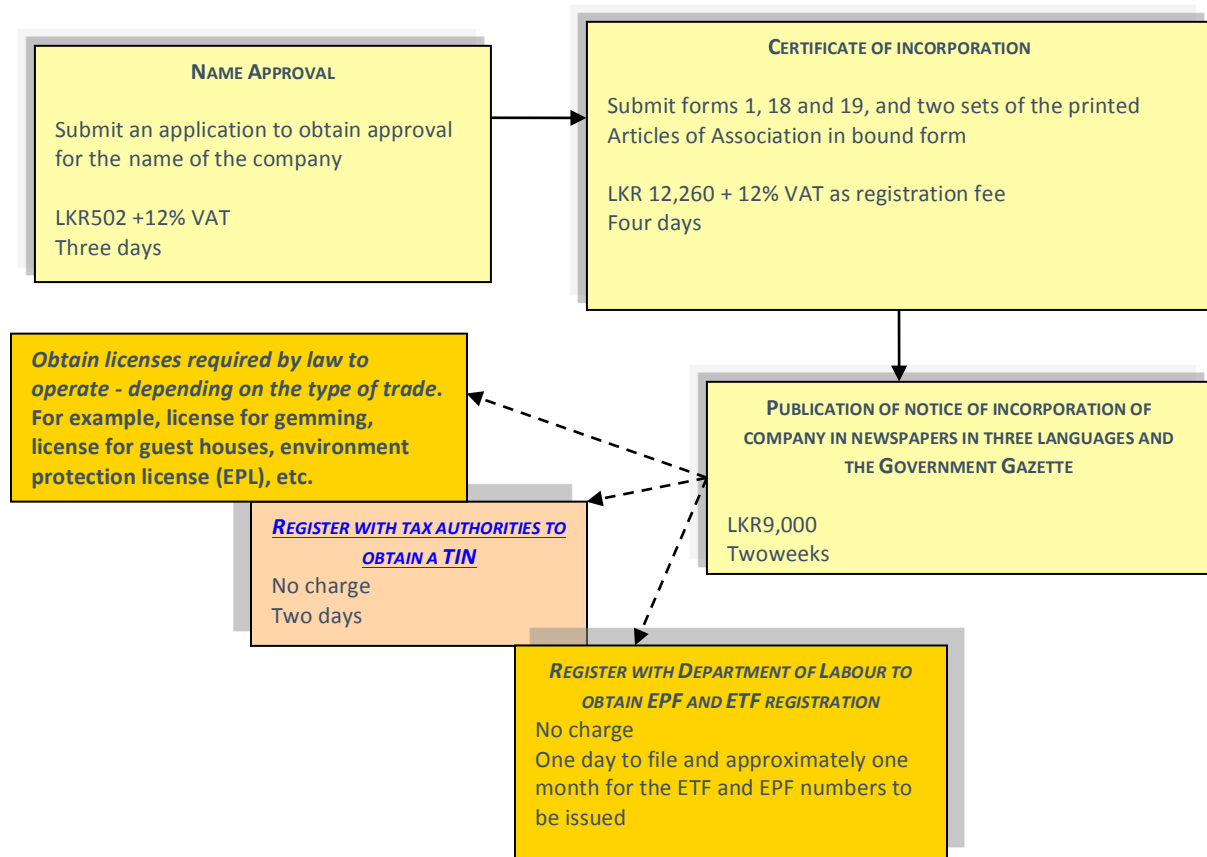 NAME APPROVAL
Submit an application to obtain approval
for the name of the company
LKR502 +12% VAT
Three days
CERTIFICATE OF INCORPORATION
Submit forms 1, 18 and 19, and two sets of the printed
Articles of Association in bound form
LKR 12,260 + 12% VAT as registration fee
Four days
PUBLICATION OF NOTICE OF INCORPORATION OF
COMPANY IN NEWSPAPERS IN THREE LANGUAGES AND
THE GOVERNMENT GAZETTE
LKR9,000
Twoweeks
Obtain licenses required by law to
operate - depending on the type of trade.
For example, license for gemming,
license for guest houses, environment
protection license (EPL), etc.
REGISTER WITH TAX AUTHORITIES TO
OBTAIN A TIN
No charge
Two days
REGISTER WITH DEPARTMENT OF LABOUR TO
OBTAIN EPF AND ETF REGISTRATION
No charge
One day to file and approximately one
month for the ETF and EPF numbers to
be issued